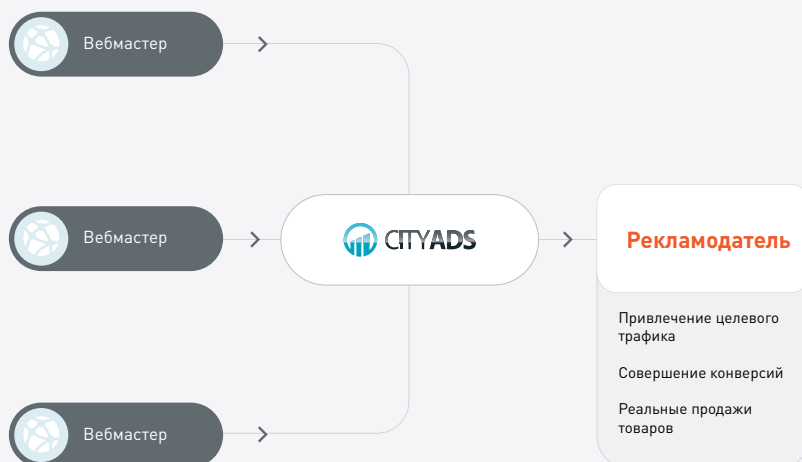 Вебмастер
Вебмастер
CITYADS
Рекламодатель
Привлечение целевого
трафика
Совершение конверсий
Реальные продажи
товаров
Вебмастер